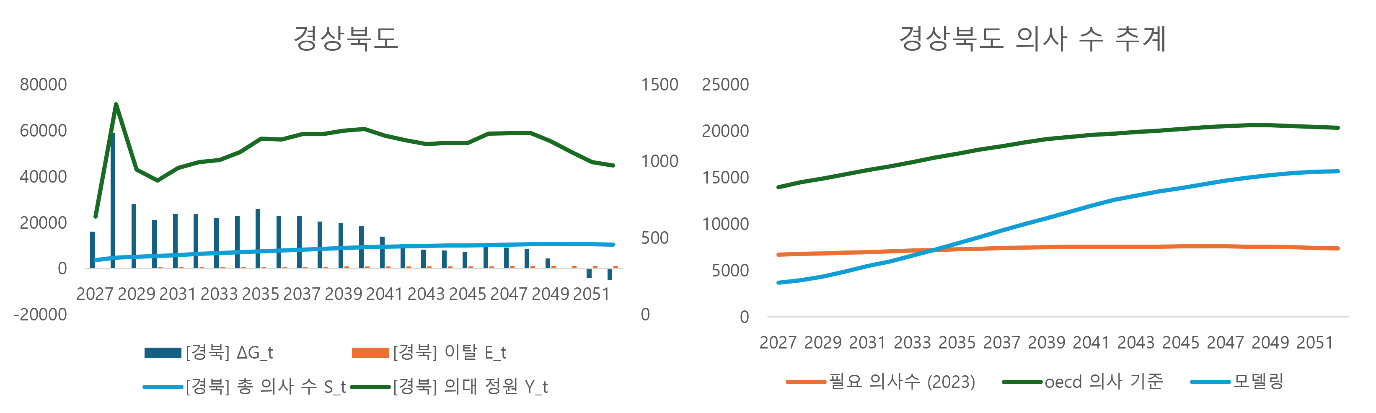 경상북도
80000
60000
40000
20000
0
-20000
1500
1000
500
0
2027 2029 2031 2033 2035 2037 2039 2041 2043 2045 2047 2049 2051
[경북] ΔG_t
[경북] 이탈 E_t
[경북] 총 의사 수 S_t
[경북] 의대 정원 Y_t
경상북도 의사 수 추계
25000
20000
15000
10000
5000
0
2027 2029 2031 2033 2035 2037 2039 2041 2043 2045 2047 2049 2051
필요 의사수 (2023)
oecd 의사 기준
모델링